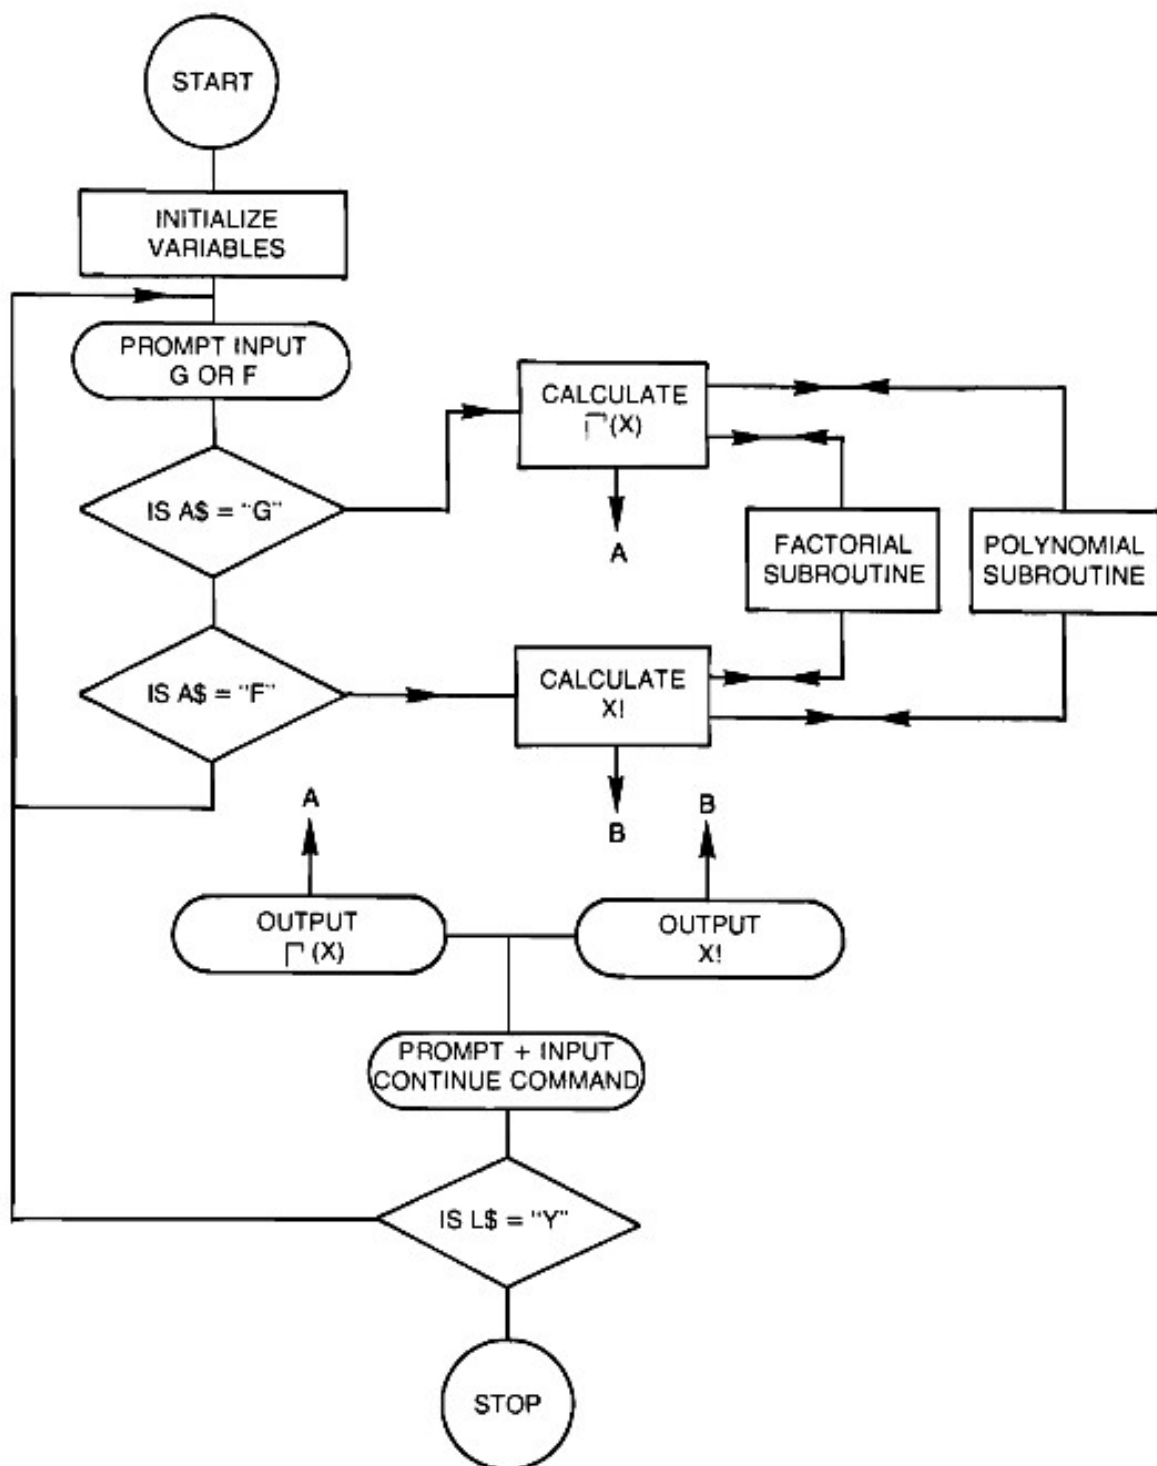 START
INITIALIZE
VARIABLES
PROMPT INPUT
G OR F
CALCULATE
Γ(X)
IS A$ = "G"
A
FACTORIAL
SUBROUTINE
POLYNOMIAL
SUBROUTINE
IS A$ = "F"
CALCULATE
X!
B
A
B
OUTPUT
Γ (X)
OUTPUT
X!
PROMPT + INPUT
CONTINUE COMMAND
IS L$ = "Y"
STOP